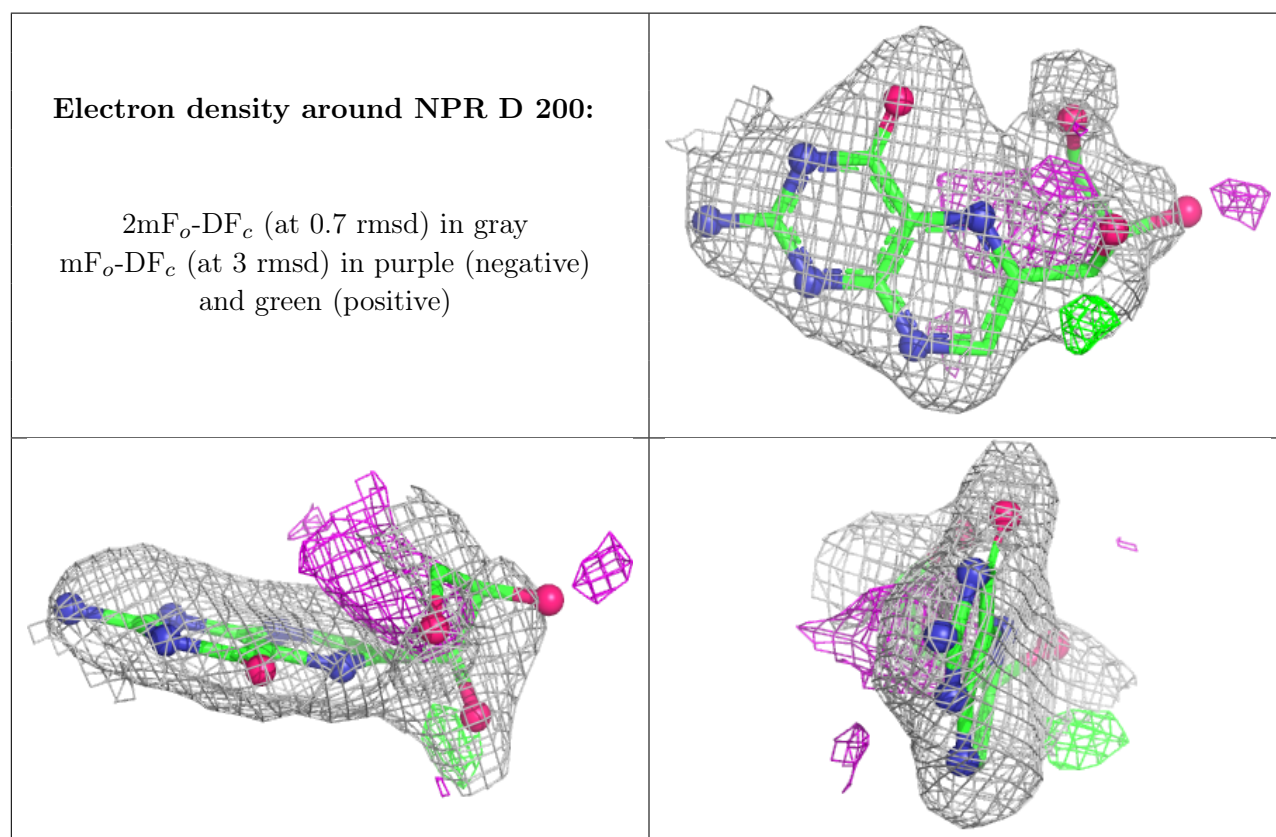 Electron density around NPR D 200:
2mFo-DFc (at 0.7 rmsd) in gray
mFo-DFc (at 3 rmsd) in purple (negative)
and green (positive)